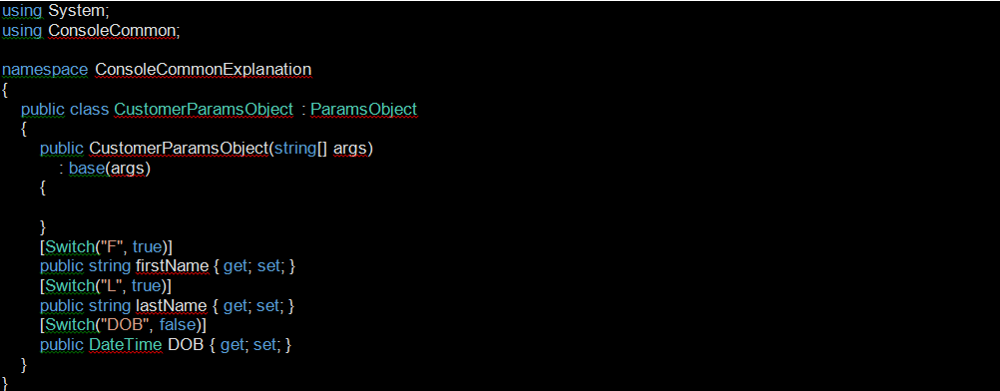 using System;
using ConsoleCommon;
namespace ConsoleCommonExplanation
{
public class CustomerParamsObject : ParamsObject
{
public CustomerParamsObject(string[] args)
: base(args)
{
}
[Switch("F", true)]
public string firstName { get; set; }
[Switch("L", true)]
public string lastName { get; set; }
[Switch("DOB", false)]
public DateTime DOB { get; set; }
}
}